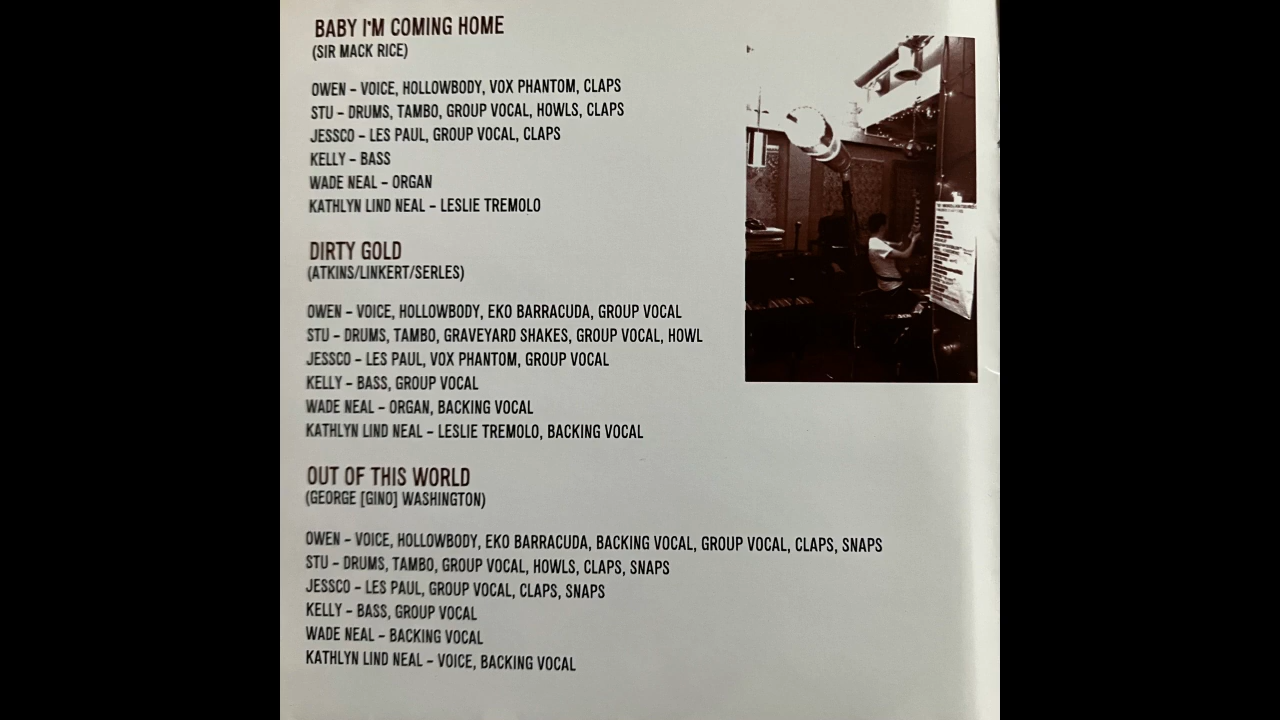 BABY I'M COMING HOME
(SIR MACK RICE)
OWEN – VOICE, HOLLOWBODY, VOX PHANTOM, CLAPS
STU – DRUMS, TAMBO, GROUP VOCAL, HOWLS, CLAPS
JESSCO – LES PAUL, GROUP VOCAL, CLAPS
KELLY – BASS
WADE NEAL – ORGAN
KATHLYN LIND NEAL – LESLIE TREMOLO
DIRTY GOLD
(ATKINS/LINKERT/SERLES)
OWEN – VOICE, HOLLOWBODY, EKO BARRACUDA, GROUP VOCAL
STU – DRUMS, TAMBO, GRAVEYARD SHAKES, GROUP VOCAL, HOWL
JESSCO – LES PAUL, VOX PHANTOM, GROUP VOCAL
KELLY – BASS, GROUP VOCAL
WADE NEAL – ORGAN, BACKING VOCAL
KATHLYN LIND NEAL – LESLIE TREMOLO, BACKING VOCAL
OUT OF THIS WORLD
(GEORGE [GINO] WASHINGTON)
OWEN – VOICE, HOLLOWBODY, EKO BARRACUDA, BACKING VOCAL, GROUP VOCAL, CLAPS, SNAPS
STU – DRUMS, TAMBO, GROUP VOCAL, HOWLS, CLAPS, SNAPS
JESSCO – LES PAUL, GROUP VOCAL, CLAPS, SNAPS
KELLY – BASS, GROUP VOCAL
WADE NEAL – BACKING VOCAL
KATHLYN LIND NEAL – VOICE, BACKING VOCAL